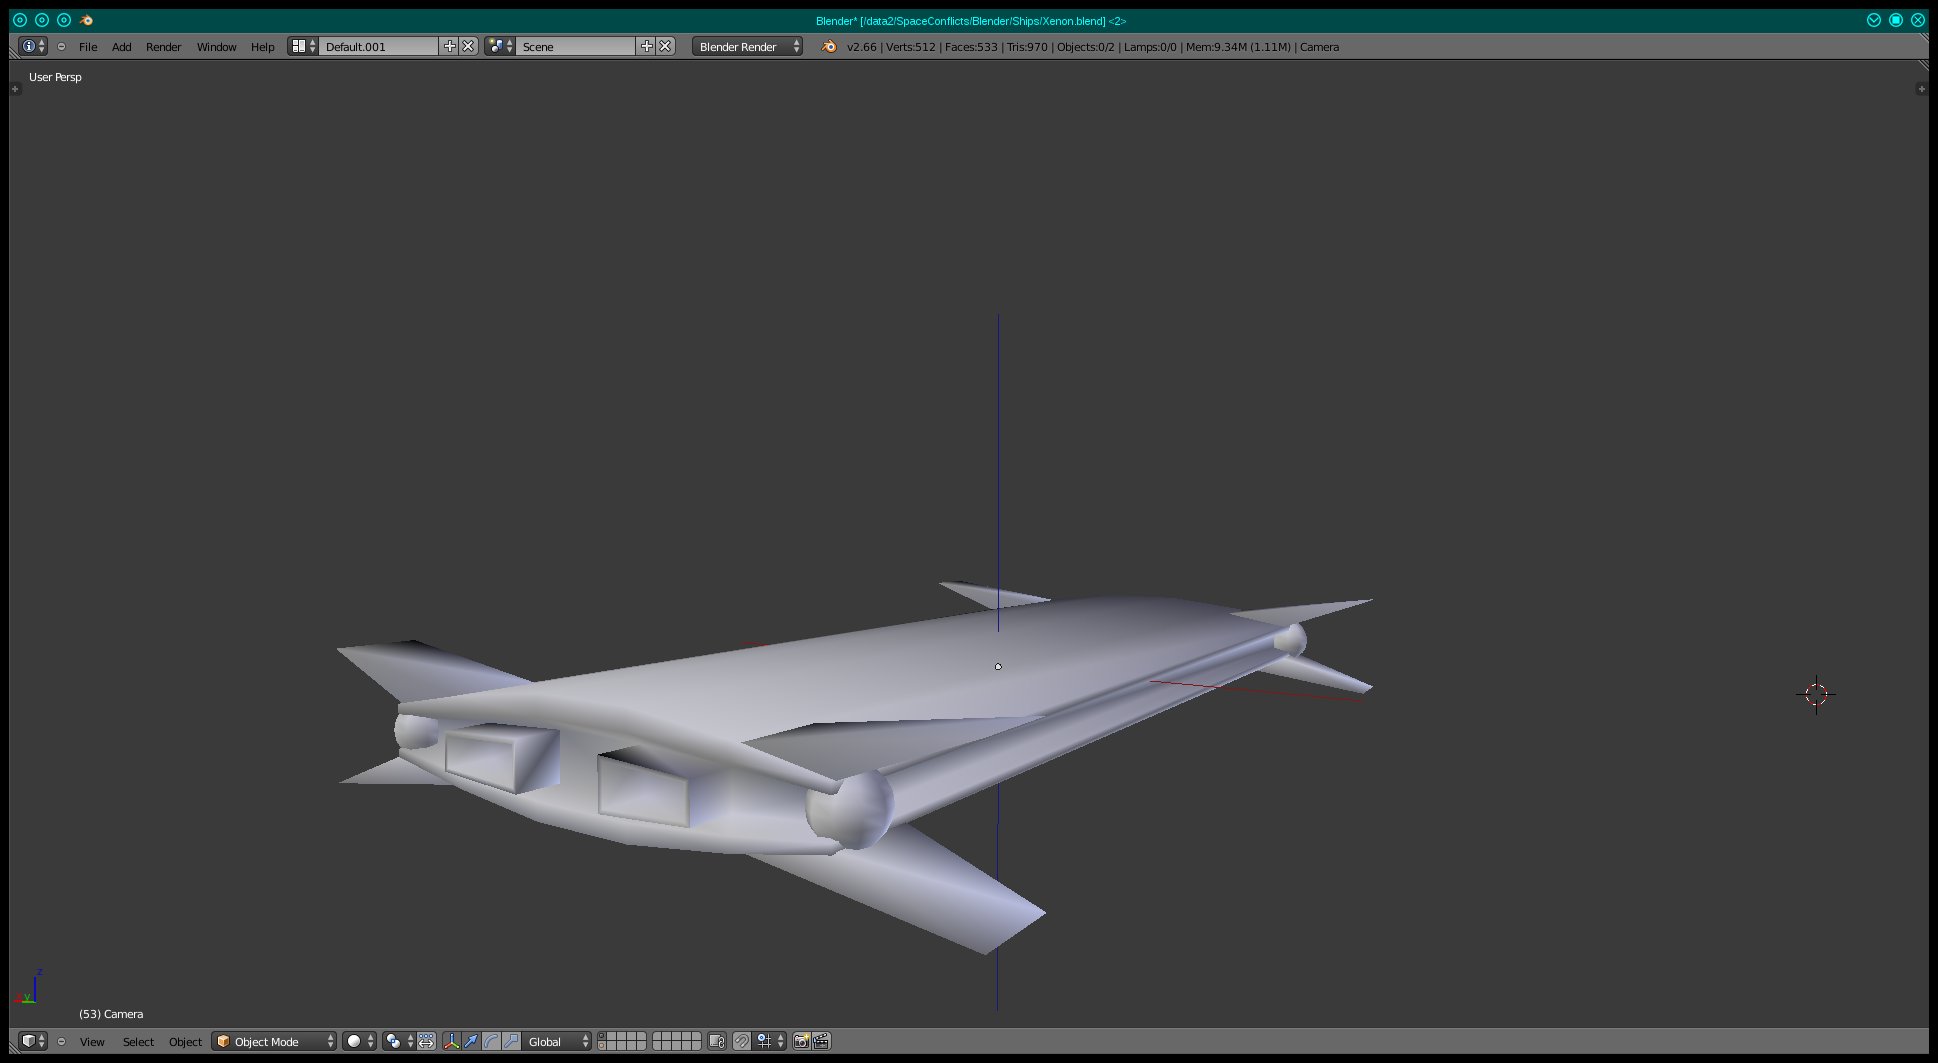 Blender* [/data2/SpaceConflicts/Blender/Ships/Xenon.blend] <2>
File Add Render Window Help Default.001 Scene Blender Render v2.66 | Verts:512 | Faces:533 | Tris:970 | Objects:0/2 | Lamps:0/0 | Mem:9.34M (1.11M) | Camera
User Persp
z
y
(53) Camera
View Select Object Object Mode Global